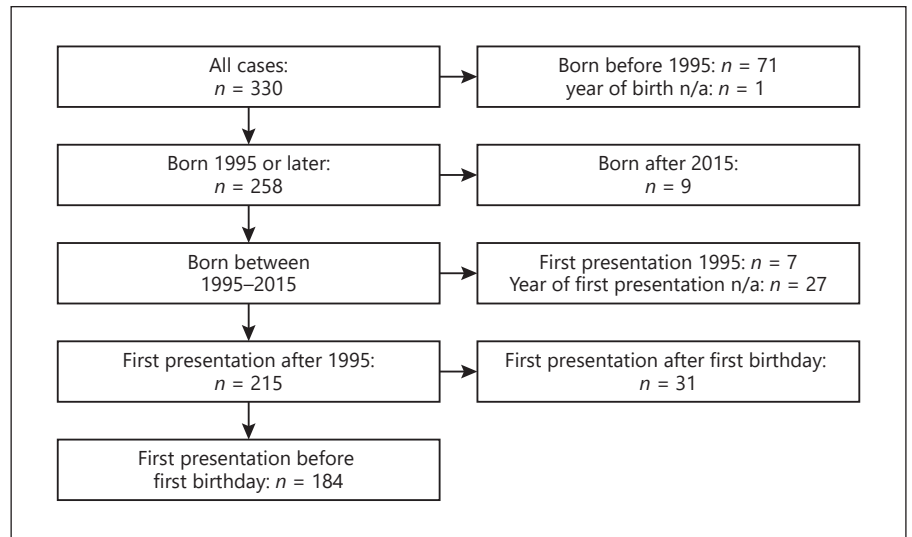 All cases:
n = 330
Born before 1995: n = 71
year of birth n/a: n = 1
Born 1995 or later:
n = 258
Born after 2015:
n = 9
Born between
1995–2015
First presentation 1995: n = 7
Year of first presentation n/a: n = 27
First presentation after 1995:
n = 215
First presentation after first birthday:
n = 31
First presentation before
first birthday: n = 184